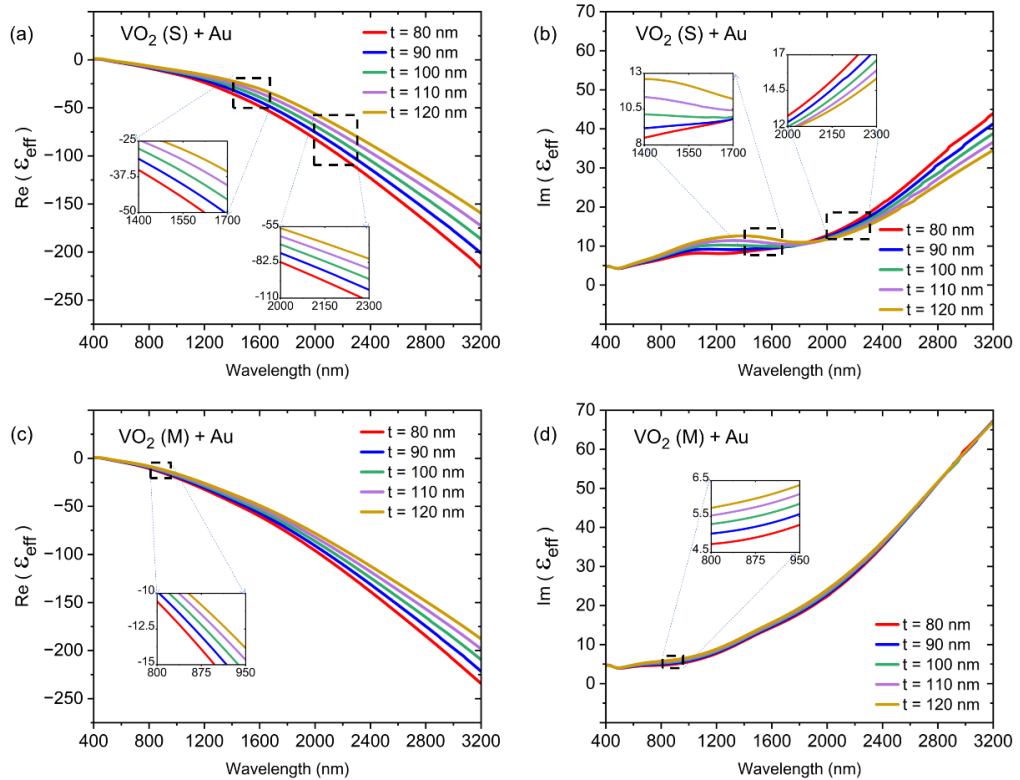 (a)
VO2 (S) + Au
t = 80 nm
t = 90 nm
t = 100 nm
t = 110 nm
t = 120 nm
0
−50
−100
−150
−200
−250
Re ( εeff )
-25
-37.5
-50
1400 1550 1700
-55
-82.5
-110
2000 2150 2300
400 800 1200 1600 2000 2400 2800 3200
Wavelength (nm)
(b)
VO2 (S) + Au
70
60
50
40
30
20
10
0
Im ( εeff )
13
10.5
8
1400 1550 1700
17
14.5
12
2000 2150 2300
t = 80 nm
t = 90 nm
t = 100 nm
t = 110 nm
t = 120 nm
400 800 1200 1600 2000 2400 2800 3200
Wavelength (nm)
(c)
VO2 (M) + Au
t = 80 nm
t = 90 nm
t = 100 nm
t = 110 nm
t = 120 nm
0
−50
−100
−150
−200
−250
Re ( εeff )
-10
-12.5
-15
800 875 950
400 800 1200 1600 2000 2400 2800 3200
Wavelength (nm)
(d)
VO2 (M) + Au
70
60
50
40
30
20
10
0
Im ( εeff )
6.5
5.5
4.5
800 875 950
t = 80 nm
t = 90 nm
t = 100 nm
t = 110 nm
t = 120 nm
400 800 1200 1600 2000 2400 2800 3200
Wavelength (nm)